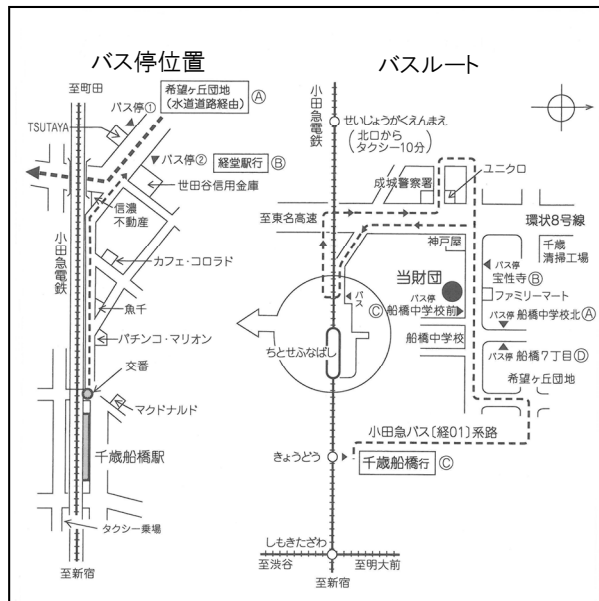 バス停位置
至町田
バス停①
希望ヶ丘団地
(水道道路経由)
Ⓐ
TSUTAYA
バス停②
経堂駅行
Ⓑ
世田谷信用金庫
信濃
不動産
小田急電鉄
カフェ・コロラド
魚千
パチンコ・マリオン
交番
マクドナルド
千歳船橋駅
タクシー乗場
至新宿
バスルート
小田急電鉄
せいじょうがくえんまえ
(北口から
タクシー10分)
ユニクロ
成城警察署
至東名高速
環状8号線
神戸屋
千歳
清掃工場
バス停
宝性寺Ⓑ
当財団
ファミリーマート
バス
Ⓒ
バス停
船橋中学校前
バス停 船橋中学校北Ⓐ
船橋中学校
バス停 船橋7丁目Ⓓ
ちとせふなばし
希望ヶ丘団地
小田急バス〔経01〕系路
きょうどう
千歳船橋行
Ⓒ
しもきたざわ
至渋谷
至明大前
至新宿